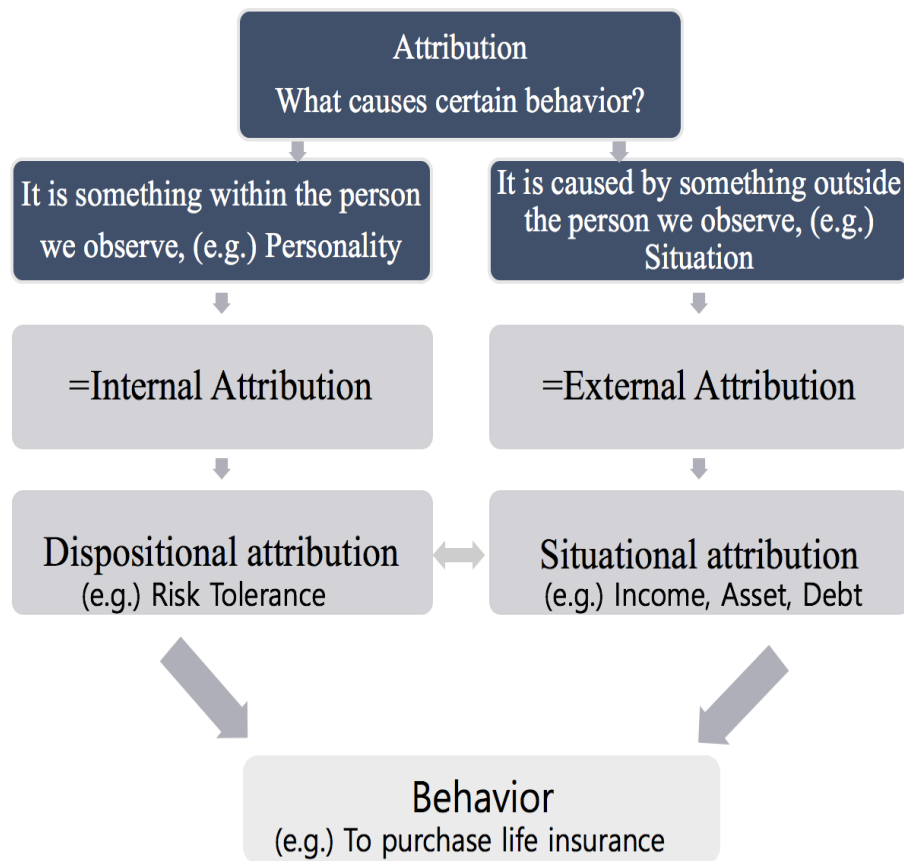 Attribution
What causes certain behavior?
It is something within the person
we observe, (e.g.) Personality
It is caused by something outside
the person we observe, (e.g.)
Situation
=Internal Attribution
=External Attribution
Dispositional attribution
(e.g.) Risk Tolerance
Situational attribution
(e.g.) Income, Asset, Debt
Behavior
(e.g.) To purchase life insurance